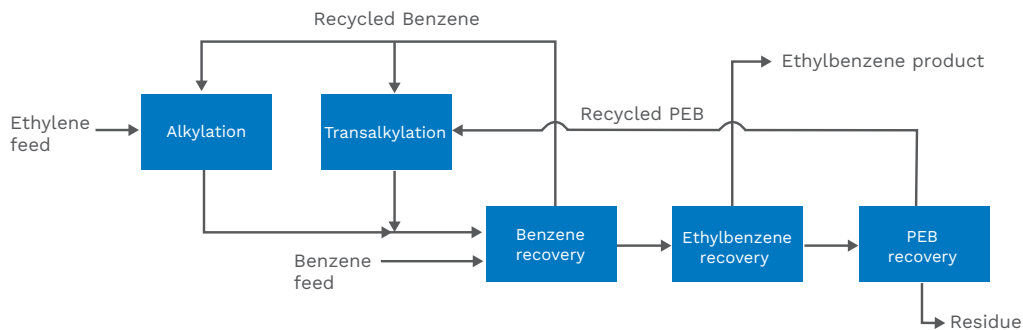 Recycled Benzene
Ethylbenzene product
Ethylene
feed
Alkylation
Transalkylation
Recycled PEB
Benzene
recovery
Ethylbenzene
recovery
PEB
recovery
Benzene
feed
Residue